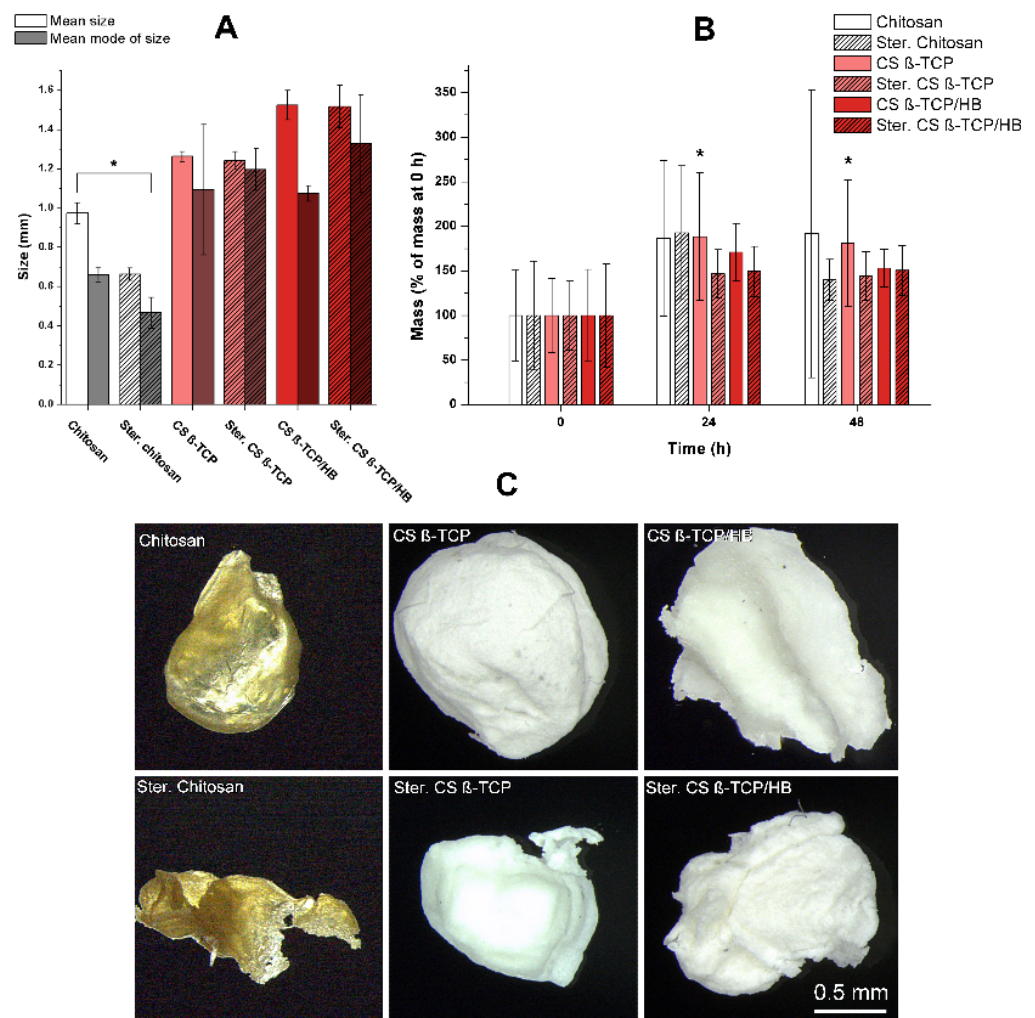 Mean size
Mean mode of size
A
Size (mm)
1.6
1.4
1.2
1.0
0.8
0.6
0.4
0.2
0.0
*
Chitosan
Ster. chitosan
CS ß-TCP
Ster. CS ß-TCP
CS ß-TCP/HB
Ster. CS ß-TCP/HB
B
Chitosan
Ster. Chitosan
CS ß-TCP
Ster. CS ß-TCP
CS ß-TCP/HB
Ster. CS ß-TCP/HB
Mass (% of mass at 0 h)
350
300
250
200
150
100
50
0
*
*
0
24
48
Time (h)
C
Chitosan
CS ß-TCP
CS ß-TCP/HB
Ster. Chitosan
Ster. CS ß-TCP
Ster. CS ß-TCP/HB
0.5 mm